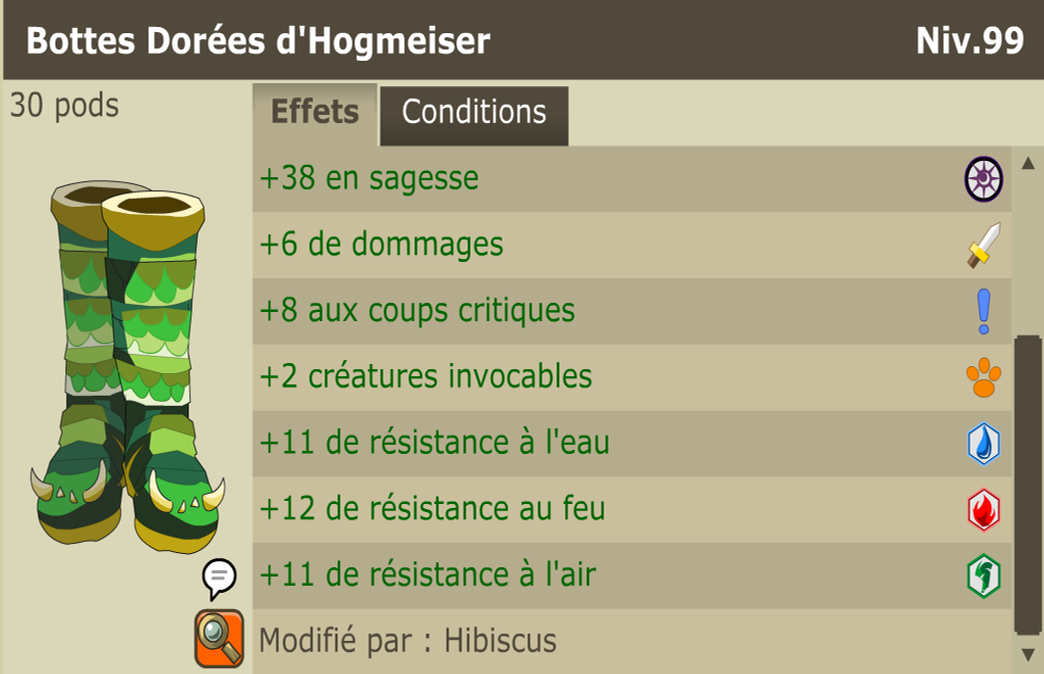 Bottes Dorées d'Hogmeiser Niv.99
30 pods
Effets Conditions
+38 en sagesse
+6 de dommages
+8 aux coups critiques
+2 créatures invocables
+11 de résistance à l'eau
+12 de résistance au feu
+11 de résistance à l'air
Modifié par : Hibiscus